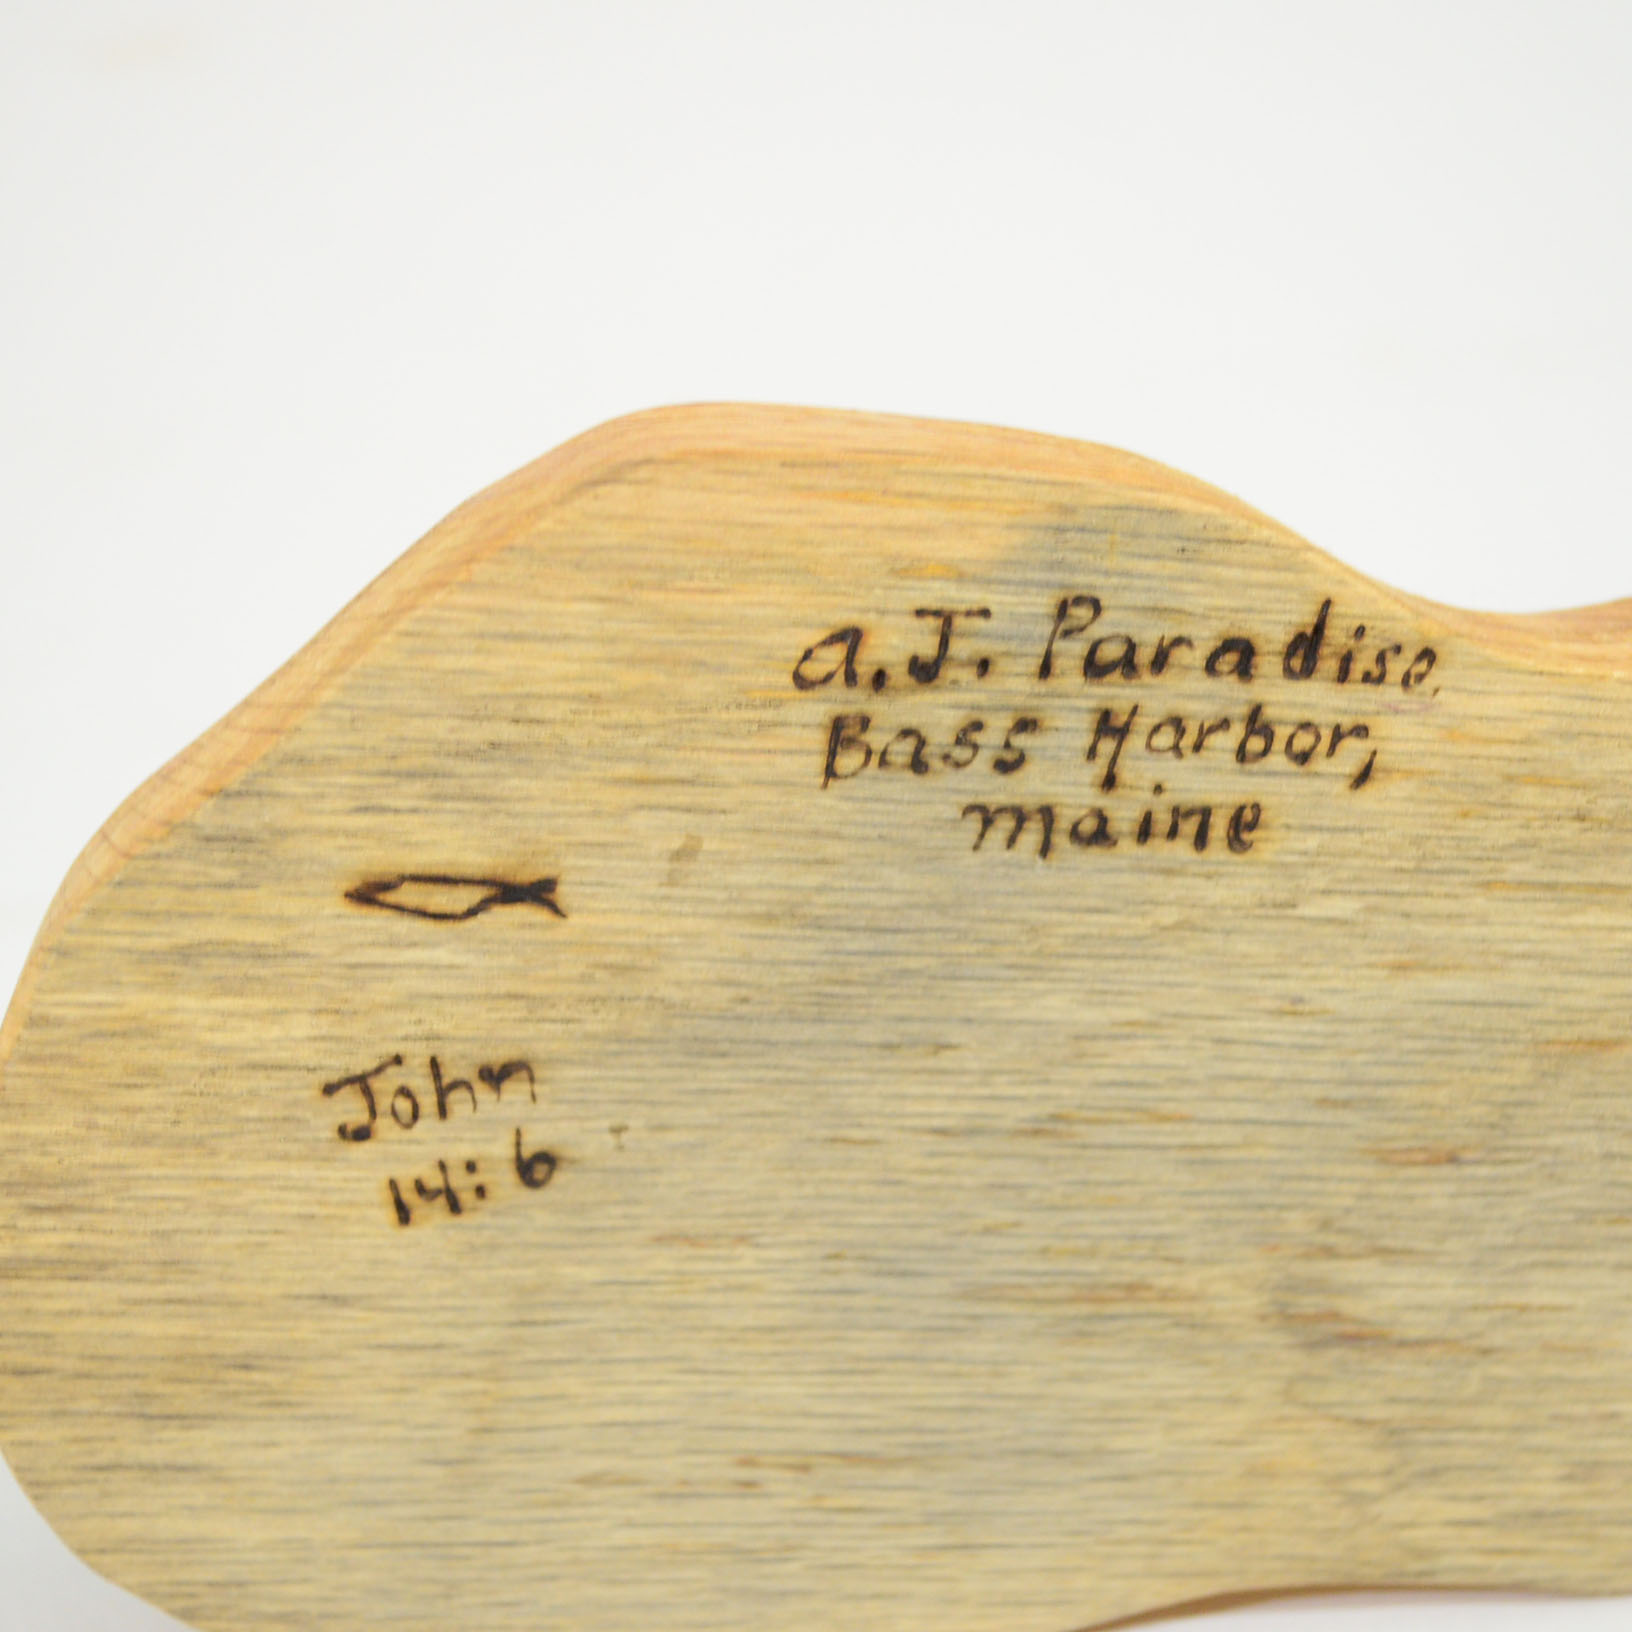 A.J. Paradise
Bass Harbor,
maine
John
14:6